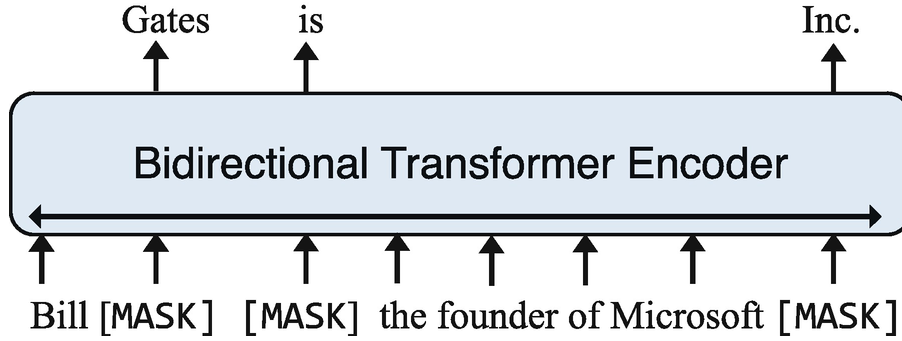 Gates is Inc.
Bidirectional Transformer Encoder
Bill [MASK] [MASK] the founder of Microsoft [MASK]